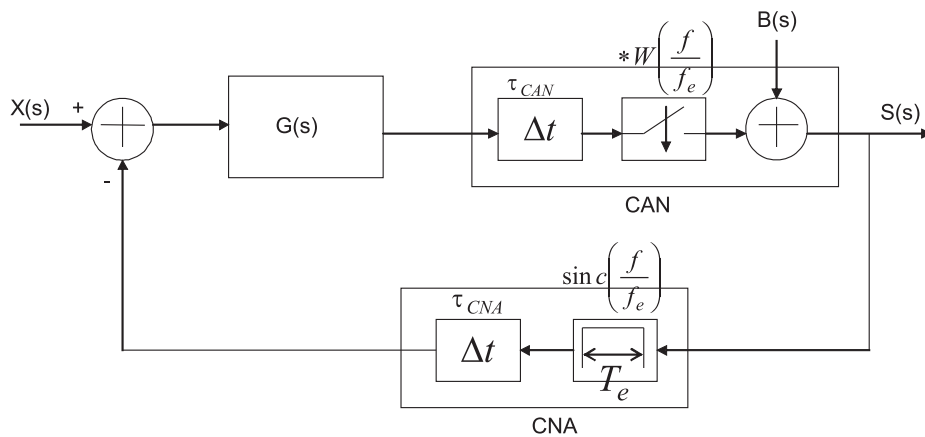 B(s)
*W(f/f_e)
τ_CAN
X(s)
+
G(s)
Δt
S(s)
-
CAN
sin c(f/f_e)
τ_CNA
Δt
T_e
CNA